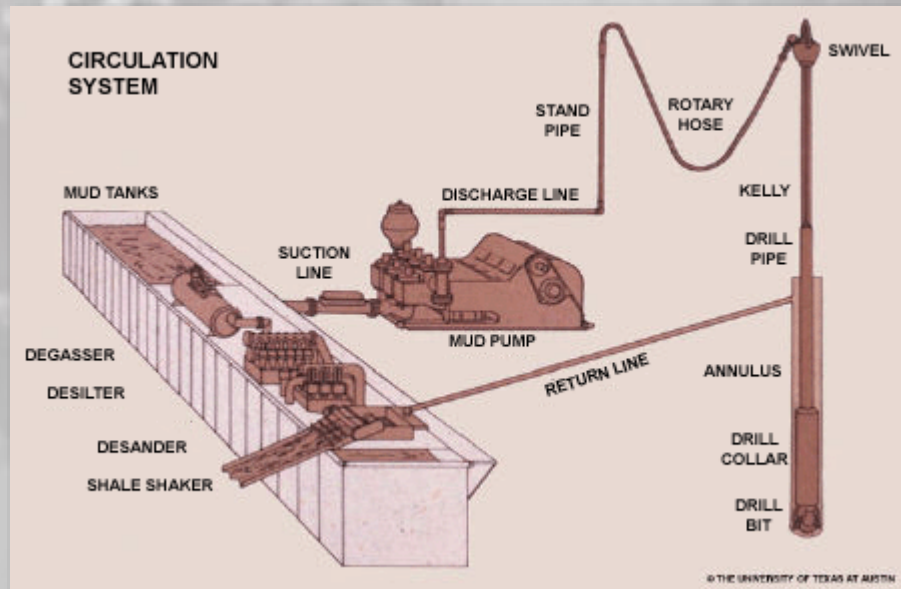 CIRCULATION
SYSTEM
SWIVEL
STAND
PIPE
ROTARY
HOSE
MUD TANKS
DISCHARGE LINE
KELLY
SUCTION
LINE
DRILL
PIPE
MUD PUMP
RETURN LINE
DEGASSER
ANNULUS
DESILTER
DESANDER
DRILL
COLLAR
SHALE SHAKER
DRILL
BIT
© THE UNIVERSITY OF TEXAS AT AUSTIN